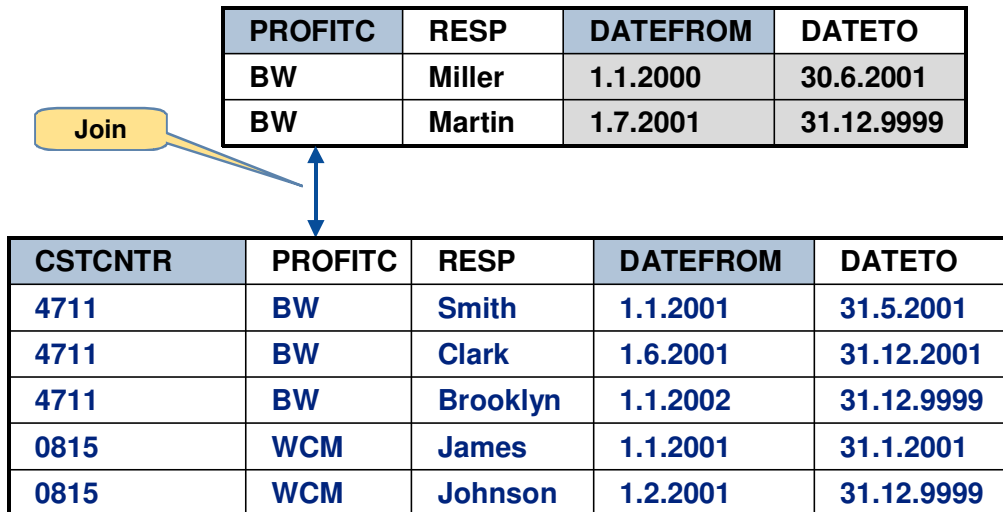 PROFITC RESP DATEFROM DATETO
BW Miller 1.1.2000 30.6.2001
BW Martin 1.7.2001 31.12.9999
Join
CSTCNTR PROFITC RESP DATEFROM DATETO
4711 BW Smith 1.1.2001 31.5.2001
4711 BW Clark 1.6.2001 31.12.2001
4711 BW Brooklyn 1.1.2002 31.12.9999
0815 WCM James 1.1.2001 31.1.2001
0815 WCM Johnson 1.2.2001 31.12.9999